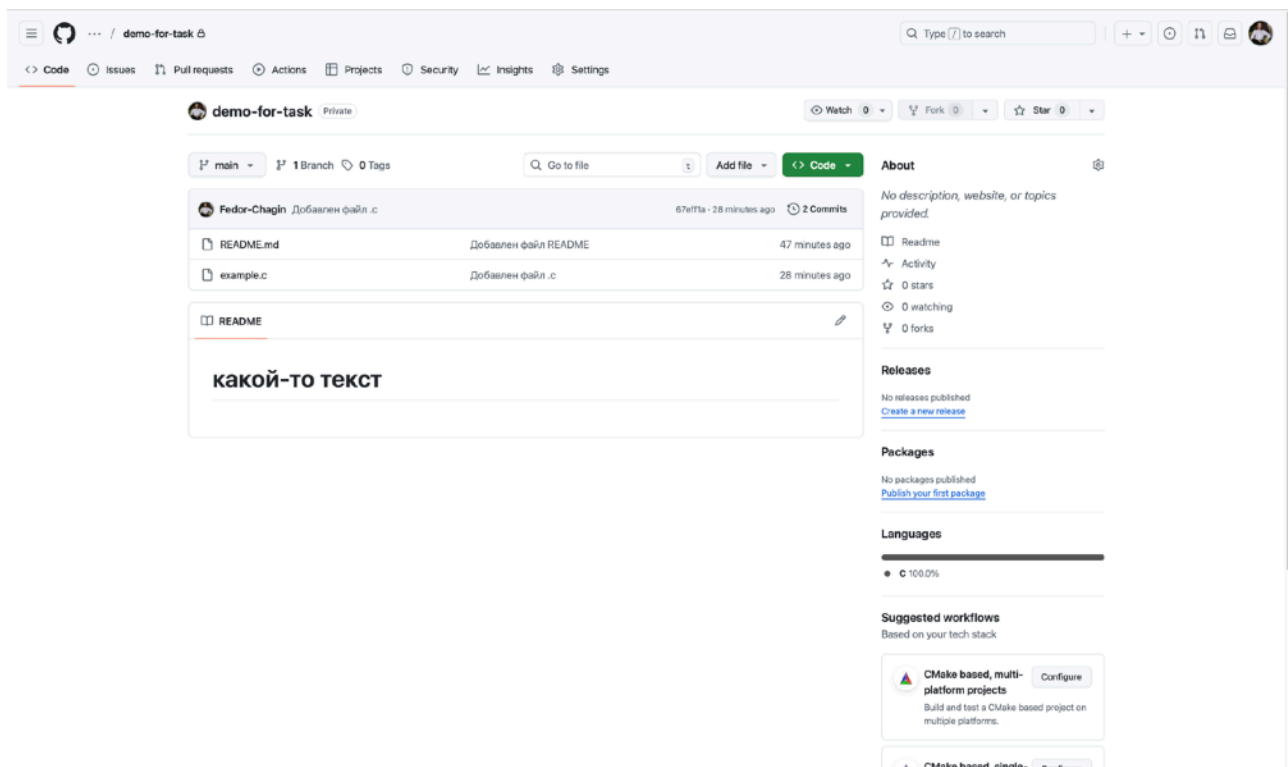 ... / demo-for-task
Type / to search
Code Issues Pull requests Actions Projects Security Insights Settings
demo-for-task Private
Watch 0 Fork 0 Star 0
main 1 Branch 0 Tags Go to file t Add file Code
Fedor-Chagin Добавлен файл .c 28 minutes ago 2 Commits
README.md Добавлен файл README 47 minutes ago
example.c Добавлен файл .c 28 minutes ago
README
какой-то текст
About
No description, website, or topics
provided.
Readme
Activity
0 stars
0 watching
0 forks
Releases
No releases published
Create a new release
Packages
No packages published
Publish your first package
Languages
C 100.0%
Suggested workflows
Based on your tech stack
CMake based, multi-
platform projects
Configure
Build and test a CMake based project on
multiple platforms.
CMake based, single-
Configure